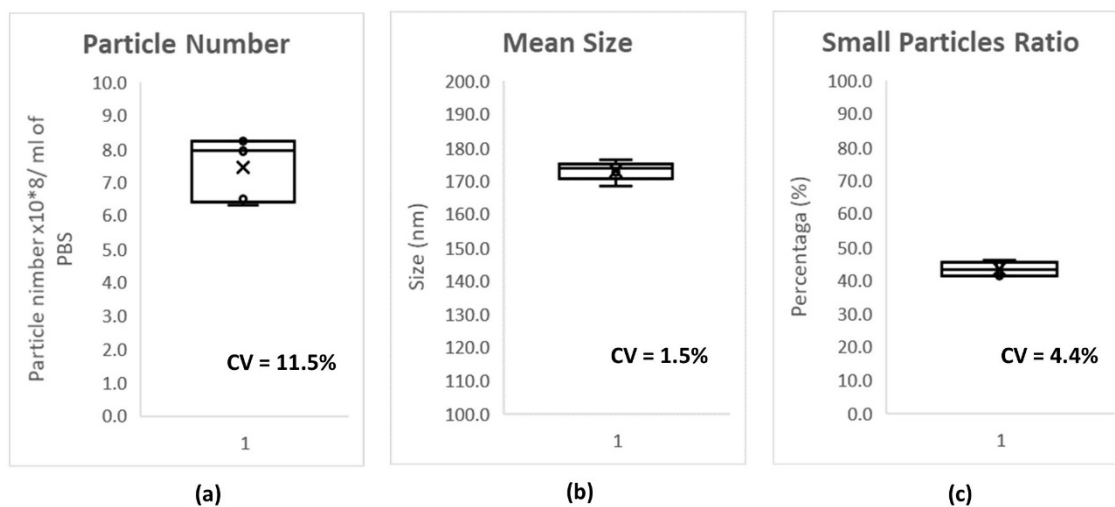 Particle Number
10.0
9.0
8.0
7.0
6.0
5.0
4.0
3.0
2.0
1.0
0.0
Particle nimber x10*8/ ml of
PBS
CV = 11.5%
1
(a)
Mean Size
200.0
190.0
180.0
170.0
160.0
150.0
140.0
130.0
120.0
110.0
100.0
Size (nm)
CV = 1.5%
1
(b)
Small Particles Ratio
100.0
90.0
80.0
70.0
60.0
50.0
40.0
30.0
20.0
10.0
0.0
Percentaga (%)
CV = 4.4%
1
(c)